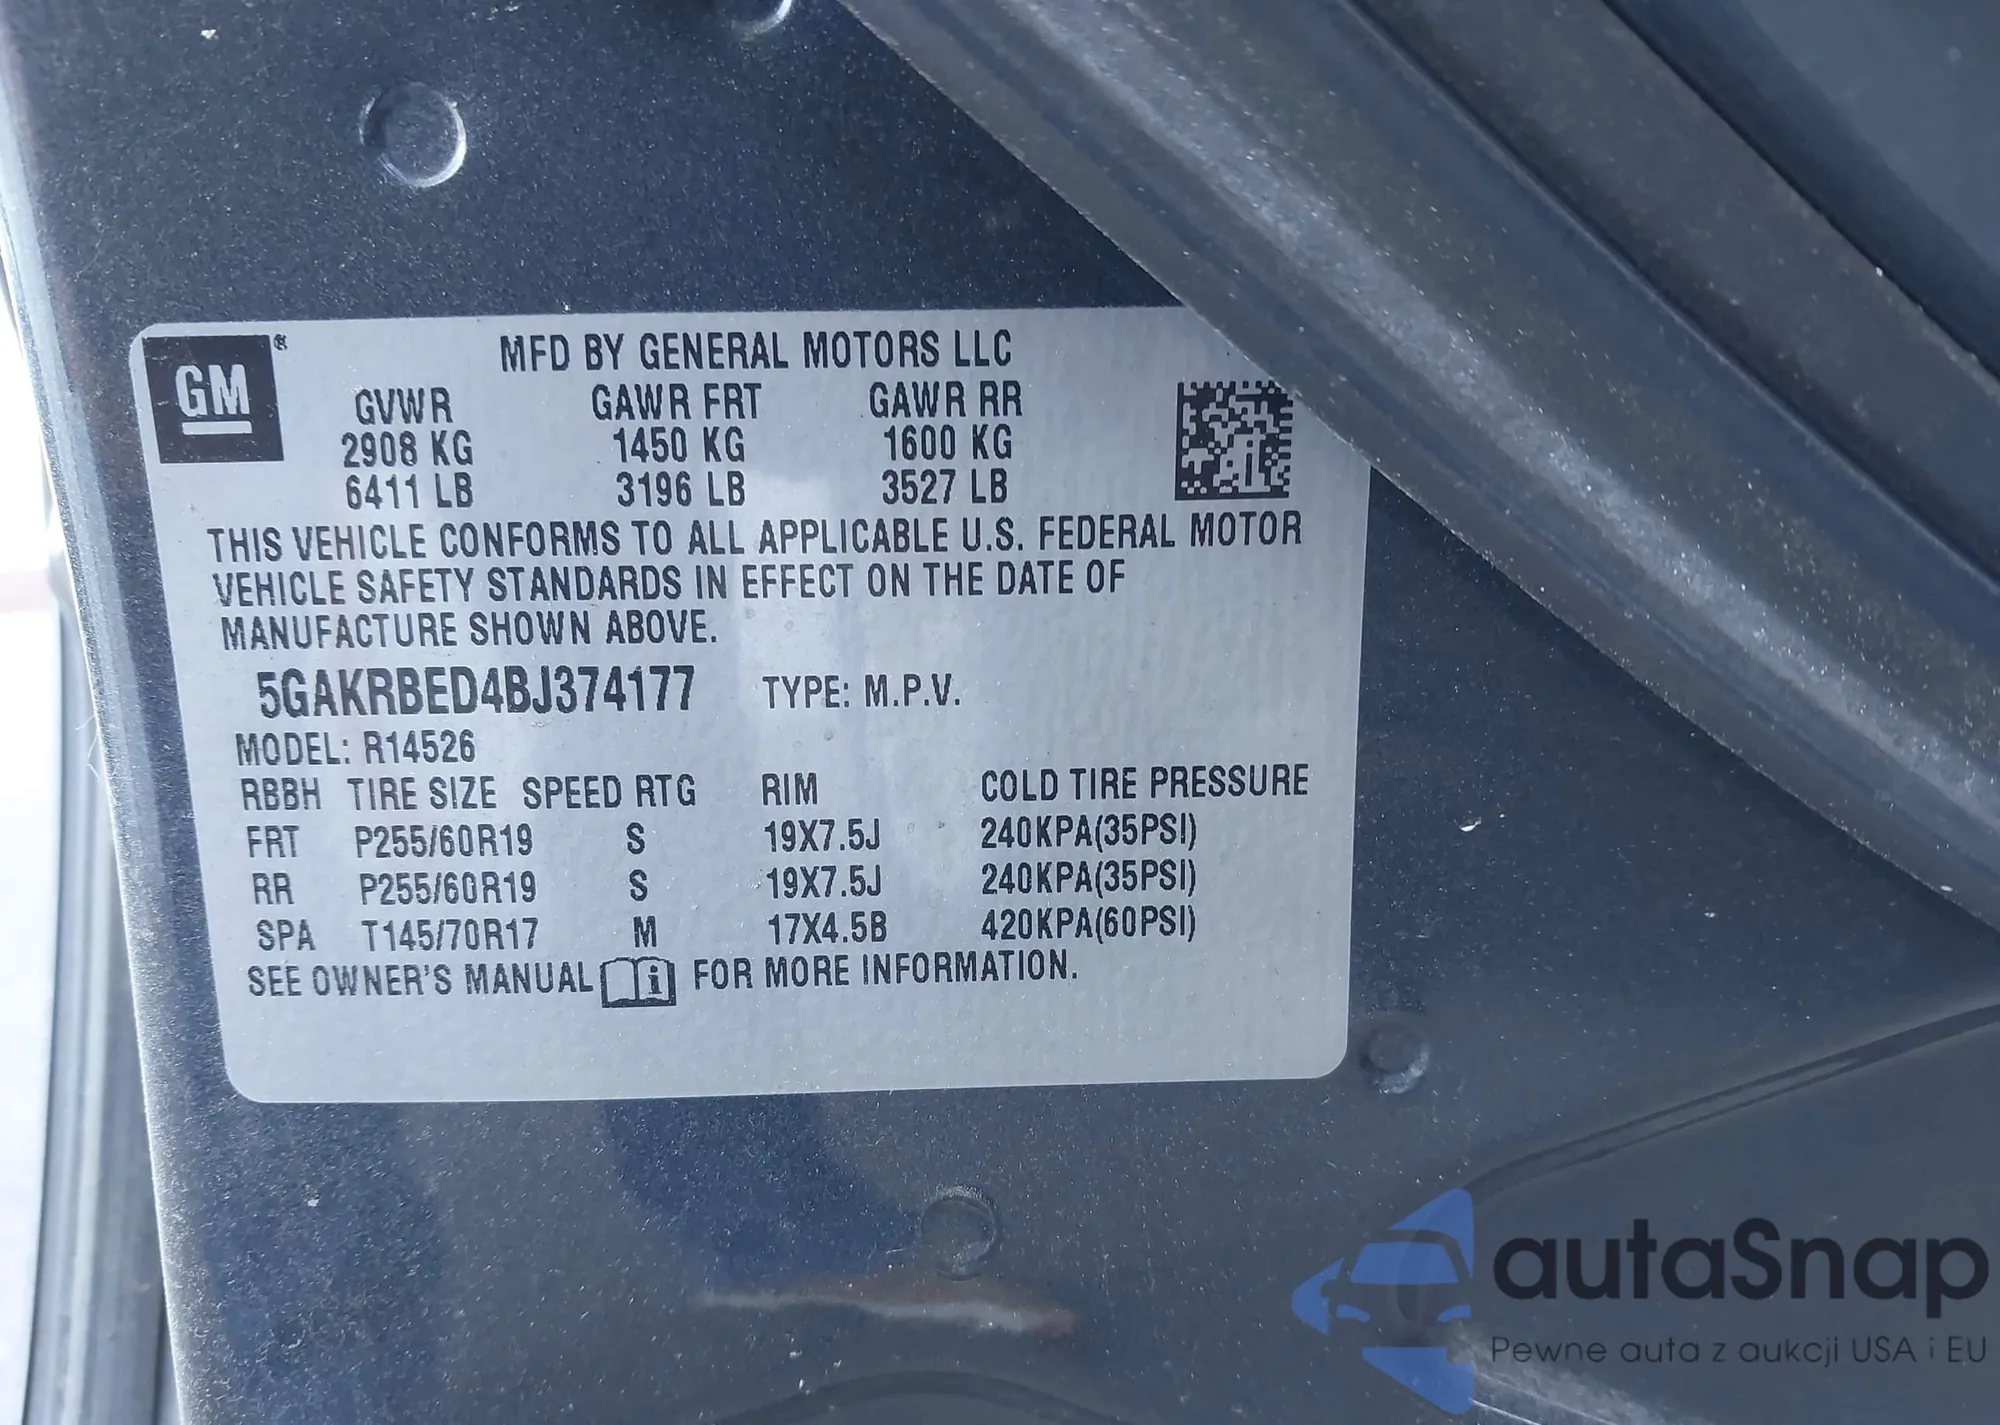 GM ®
MFD BY GENERAL MOTORS LLC
GVWR GAWR FRT GAWR RR
2908 KG 1450 KG 1600 KG
6411 LB 3196 LB 3527 LB
THIS VEHICLE CONFORMS TO ALL APPLICABLE U.S. FEDERAL MOTOR
VEHICLE SAFETY STANDARDS IN EFFECT ON THE DATE OF
MANUFACTURE SHOWN ABOVE.
5GAKRBED4BJ374177 TYPE: M.P.V.
MODEL: R14526
RBBH TIRE SIZE SPEED RTG RIM COLD TIRE PRESSURE
FRT P255/60R19 S 19X7.5J 240KPA(35PSI)
RR P255/60R19 S 19X7.5J 240KPA(35PSI)
SPA T145/70R17 M 17X4.5B 420KPA(60PSI)
SEE OWNER'S MANUAL i FOR MORE INFORMATION.
autaSnap
Pewne auta z aukcji USA i EU